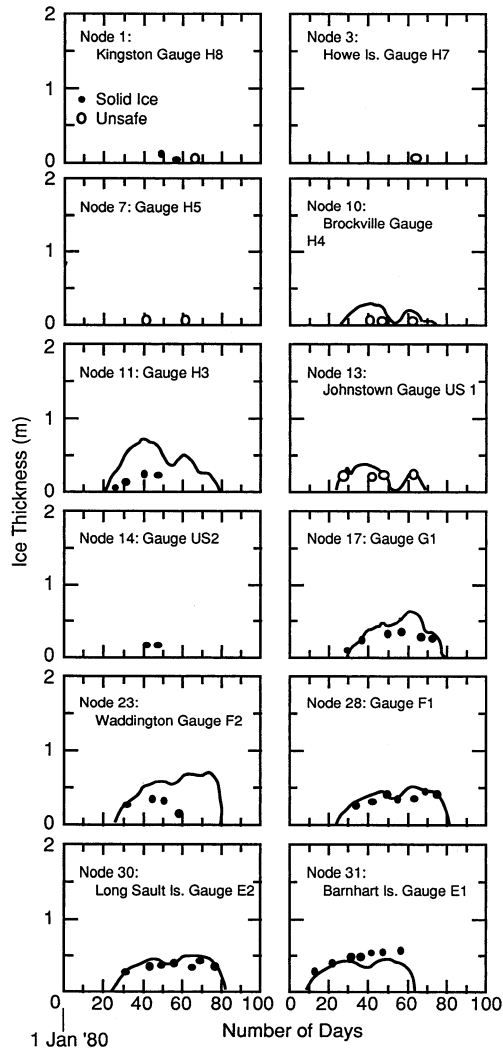 2
Node 1:
Kingston Gauge H8
1
● Solid Ice
O Unsafe
0
Node 3:
Howe Is. Gauge H7
2
Node 7: Gauge H5
1
0
Node 10:
Brockville Gauge
H4
2
Node 11: Gauge H3
1
0
Node 13:
Johnstown Gauge US 1
2
Node 14: Gauge US2
1
0
Node 17: Gauge G1
2
Node 23:
Waddington Gauge F2
1
0
Node 28: Gauge F1
2
Node 30:
Long Sault Is. Gauge E2
1
0
Node 31:
Barnhart Is. Gauge E1
Ice Thickness (m)
0 20 40 60 80 100 0 20 40 60 80 100
Number of Days
1 Jan '80